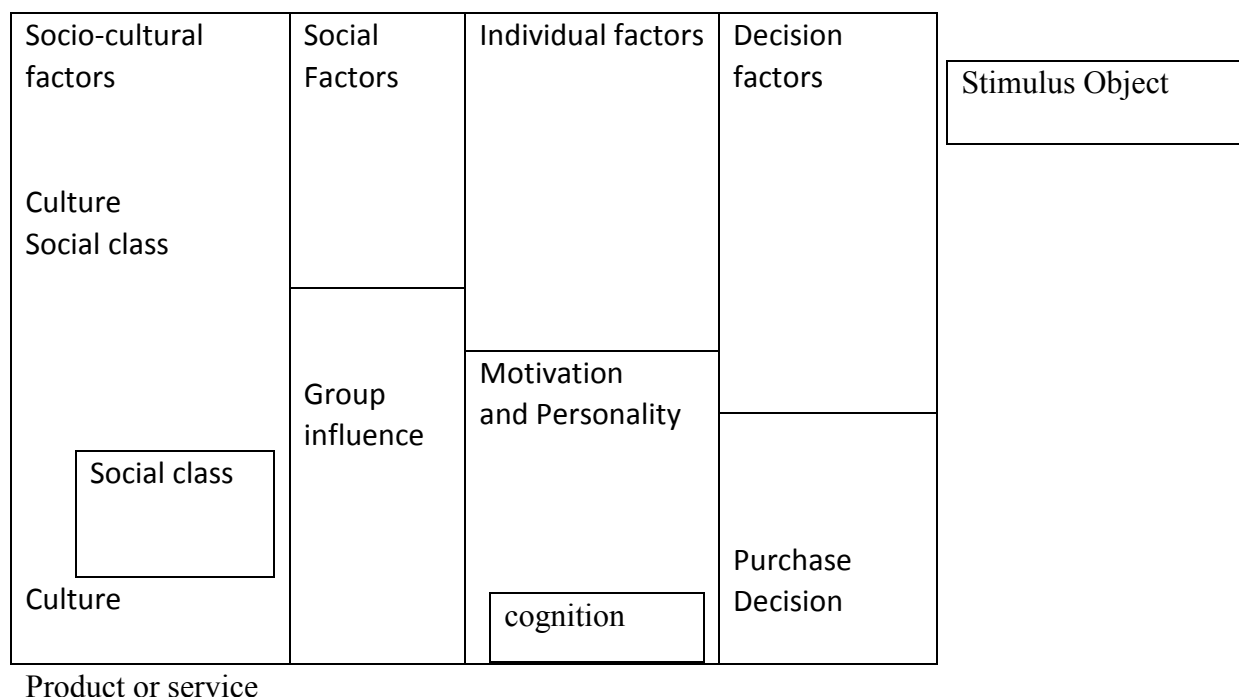 Socio-cultural
factors
Culture
Social class
Social class
Culture
Social
Factors
Group
influence
Individual factors
Motivation
and Personality
cognition
Decision
factors
Purchase
Decision
Stimulus Object
Product or service